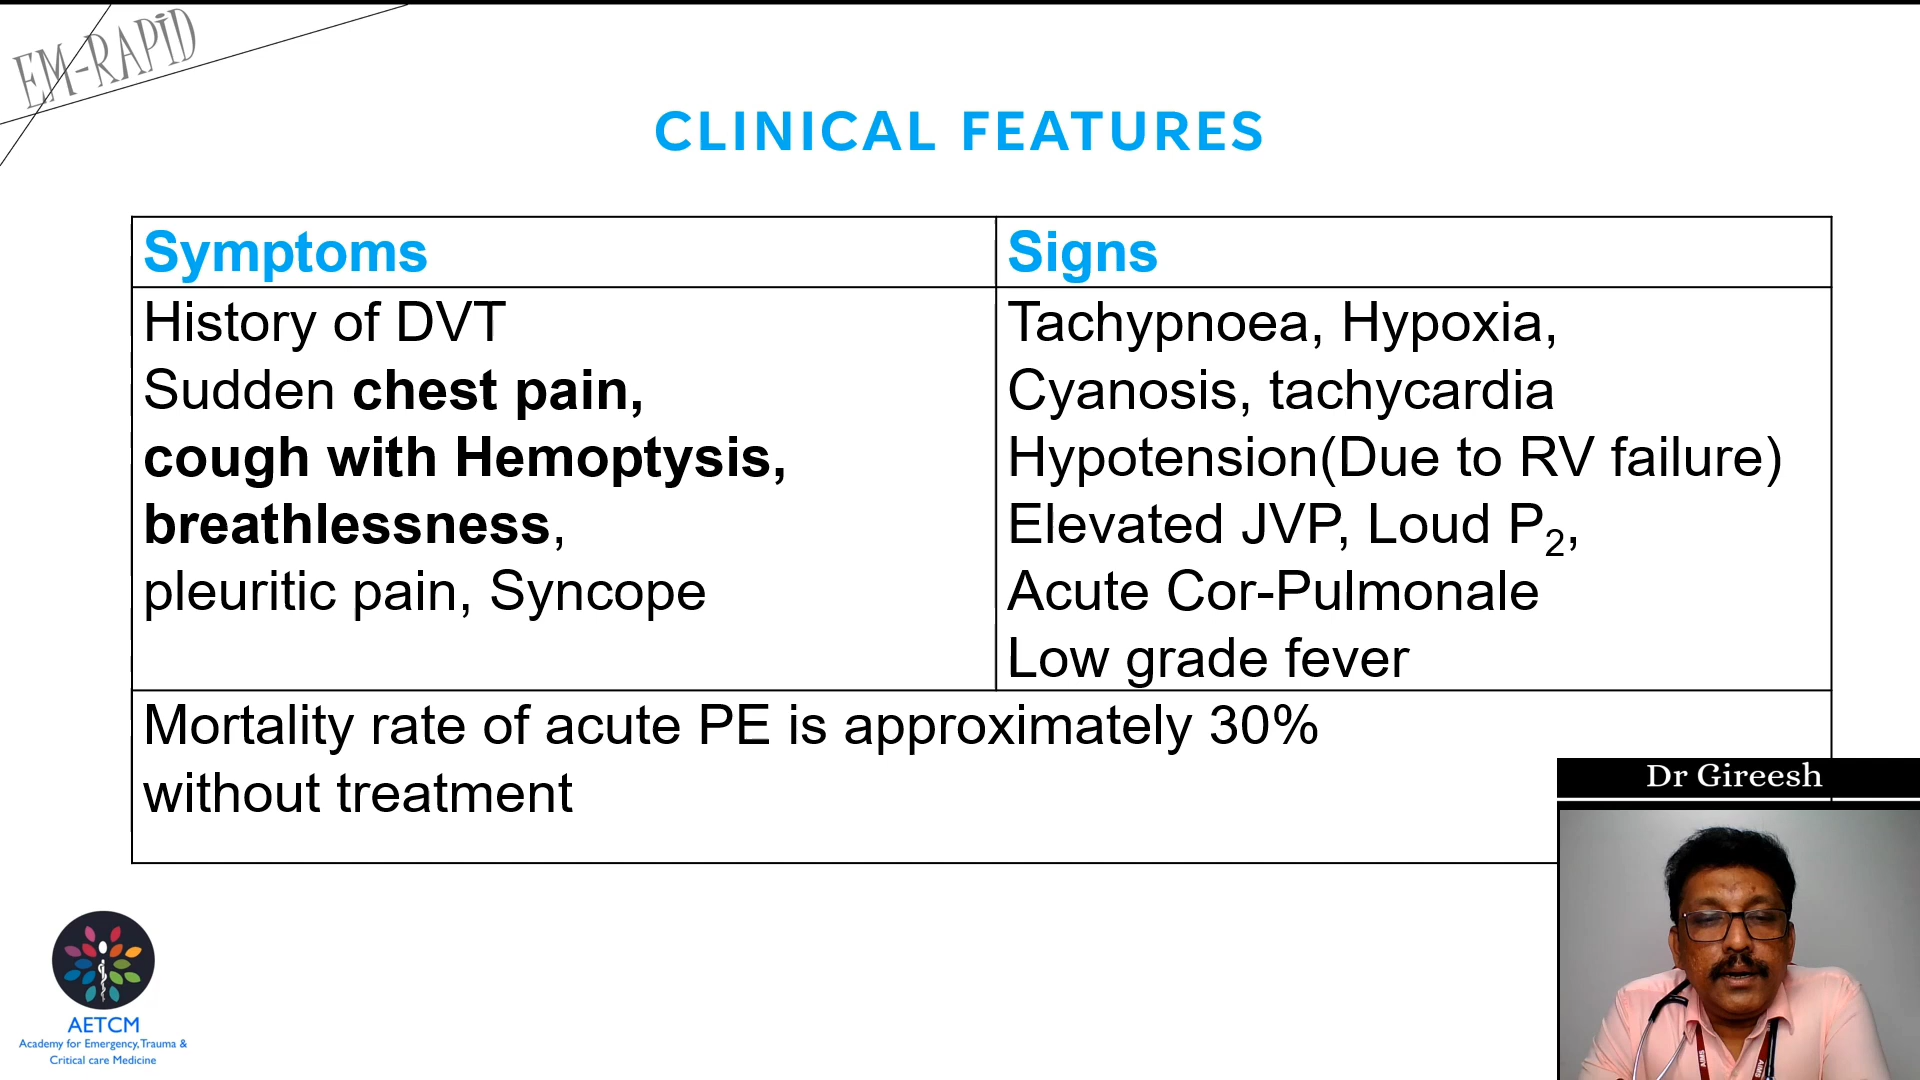 EM-RAPID
CLINICAL FEATURES
Symptoms
Signs
History of DVT
Sudden chest pain,
cough with Hemoptysis,
breathlessness,
pleuritic pain, Syncope
Tachypnoea, Hypoxia,
Cyanosis, tachycardia
Hypotension(Due to RV failure)
Elevated JVP, Loud P₂,
Acute Cor-Pulmonale
Low grade fever
Mortality rate of acute PE is approximately 30%
without treatment
Dr Gireesh
AETCM
Academy for Emergency,Trauma &
Critical care Medicine
AIMS
AIMS